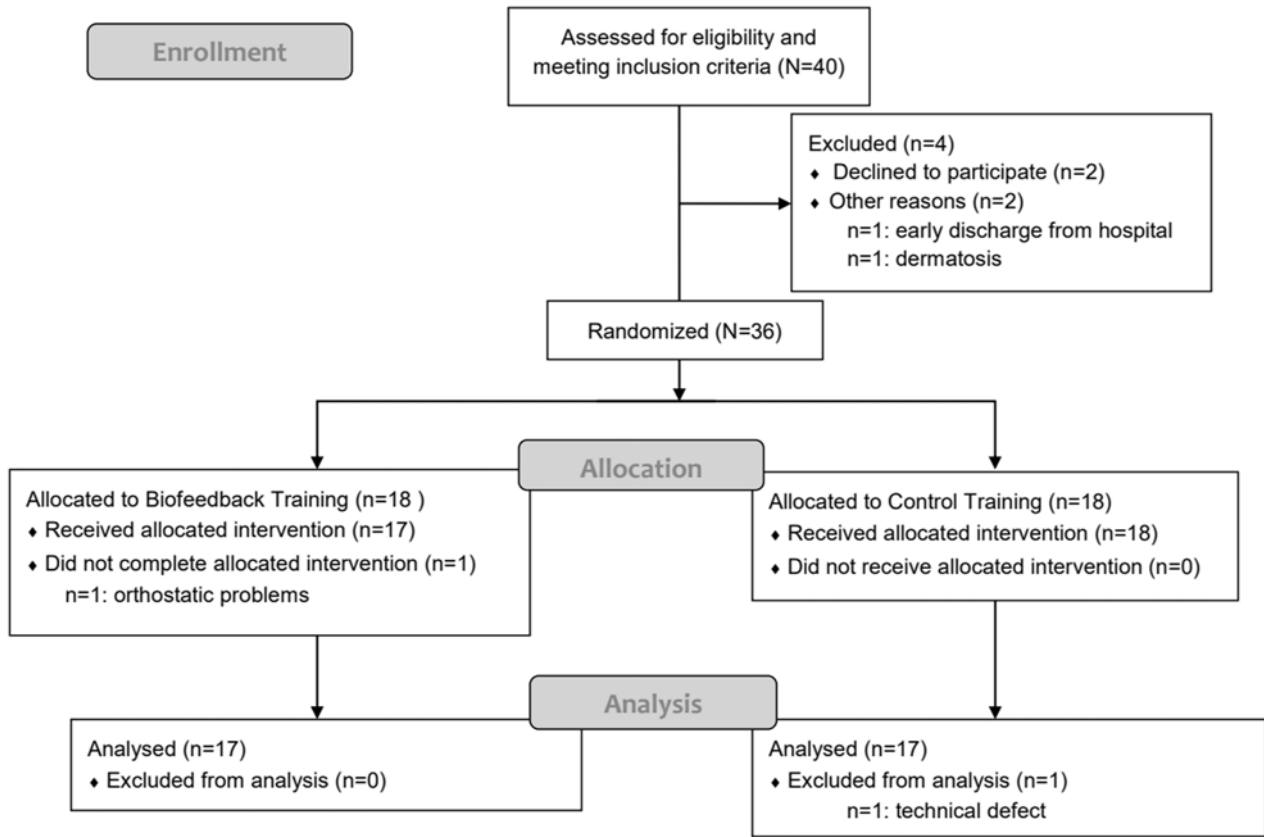 Enrollment
Assessed for eligibility and
meeting inclusion criteria (N=40)
Excluded (n=4)
♦ Declined to participate (n=2)
♦ Other reasons (n=2)
n=1: early discharge from hospital
n=1: dermatosis
Randomized (N=36)
Allocation
Allocated to Biofeedback Training (n=18 )
♦ Received allocated intervention (n=17)
♦ Did not complete allocated intervention (n=1)
n=1: orthostatic problems
Allocated to Control Training (n=18)
♦ Received allocated intervention (n=18)
♦ Did not receive allocated intervention (n=0)
Analysis
Analysed (n=17)
♦ Excluded from analysis (n=0)
Analysed (n=17)
♦ Excluded from analysis (n=1)
n=1: technical defect